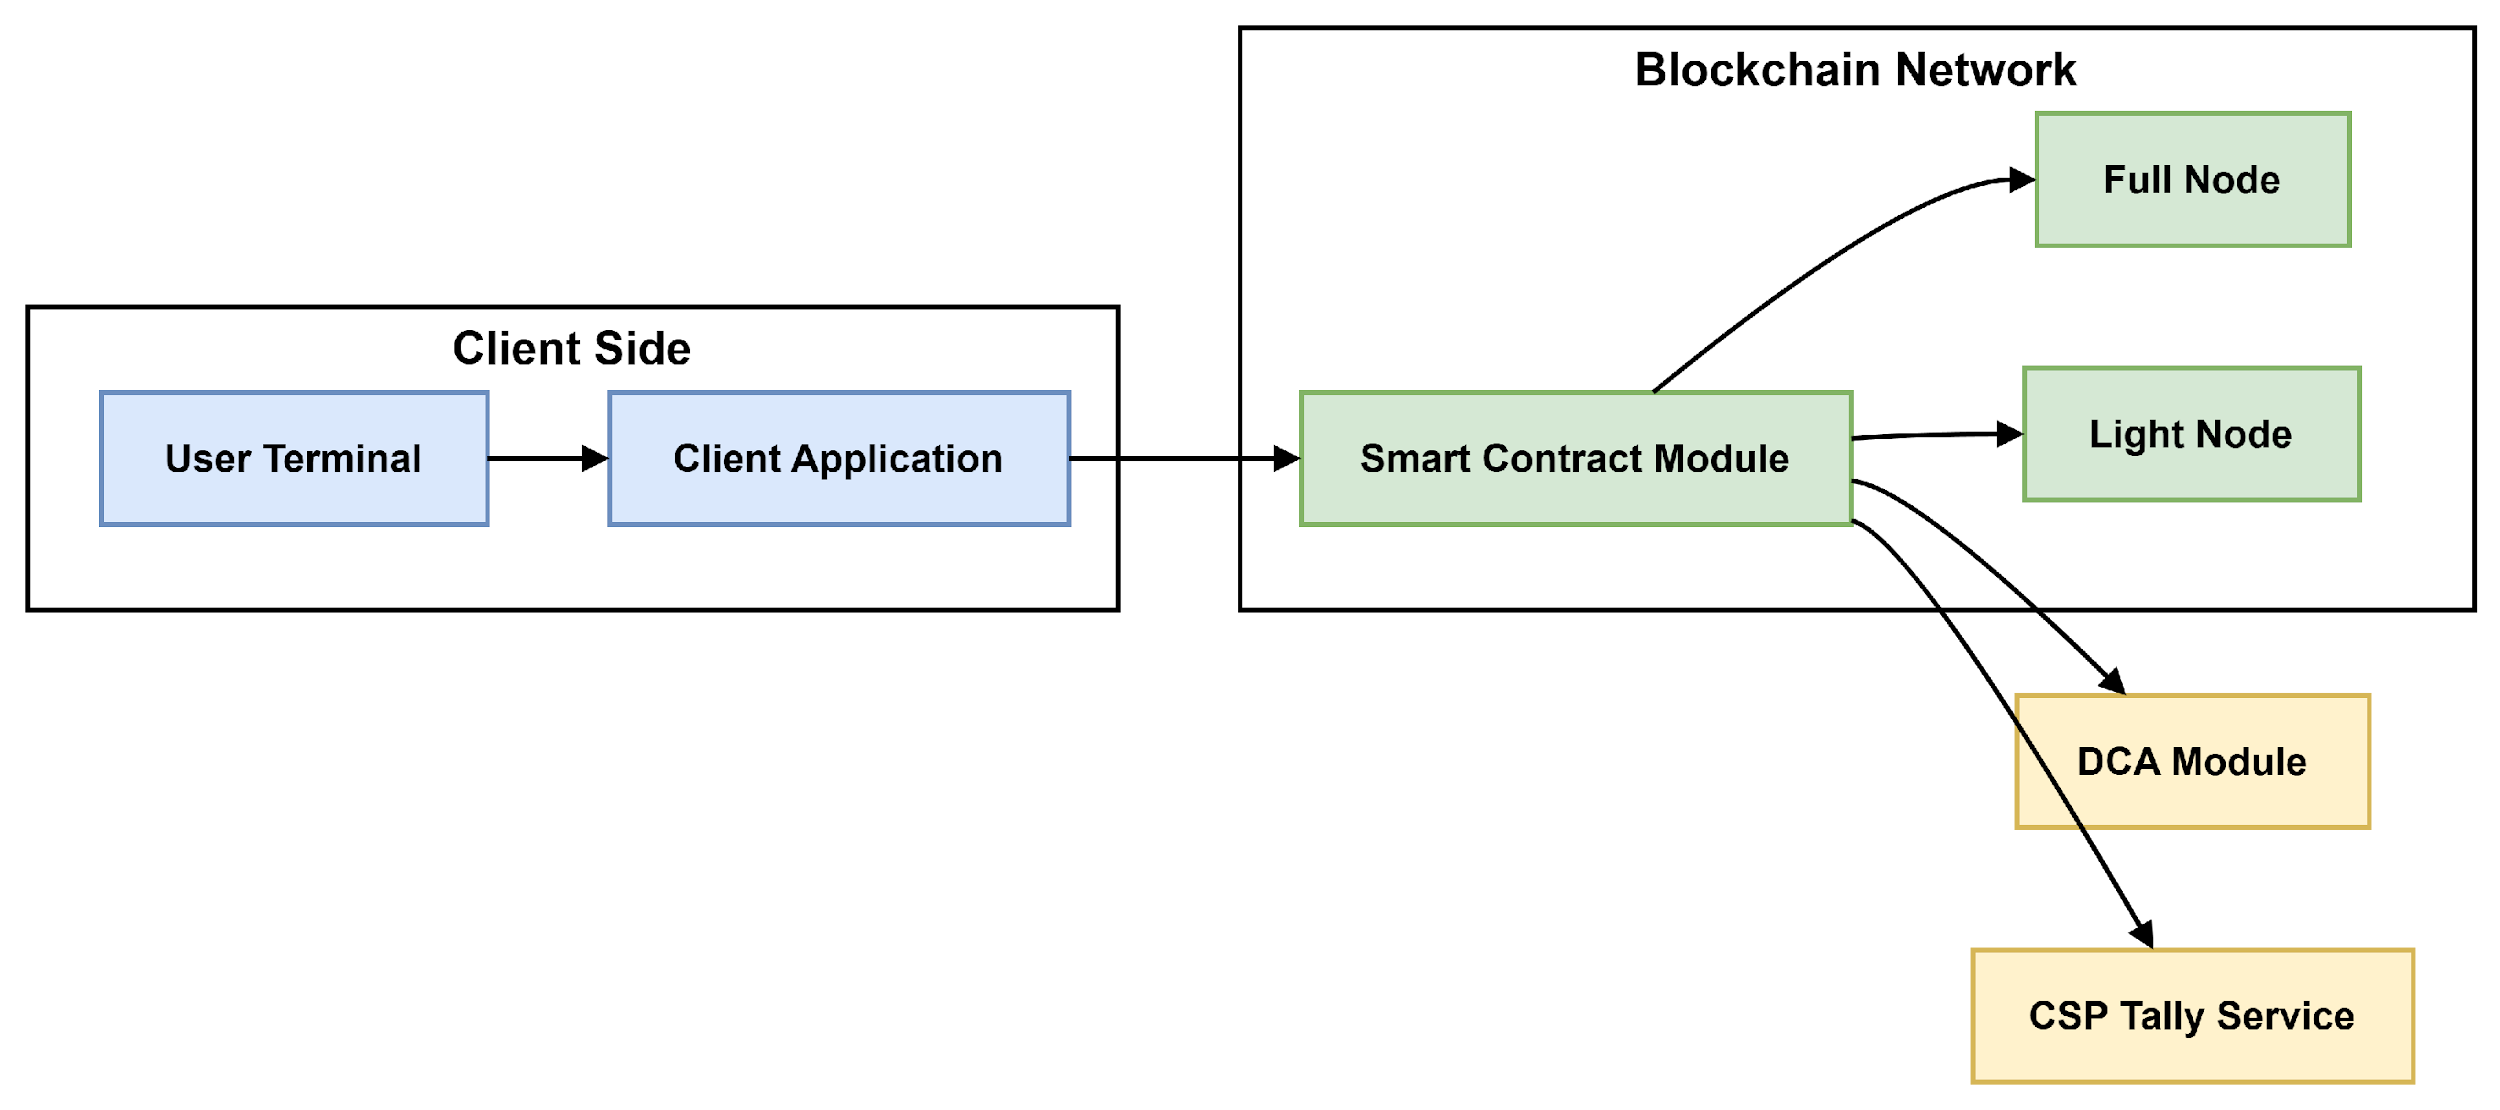 Blockchain Network
Full Node
Client Side
User Terminal
Client Application
Smart Contract Module
Light Node
DCA Module
CSP Tally Service